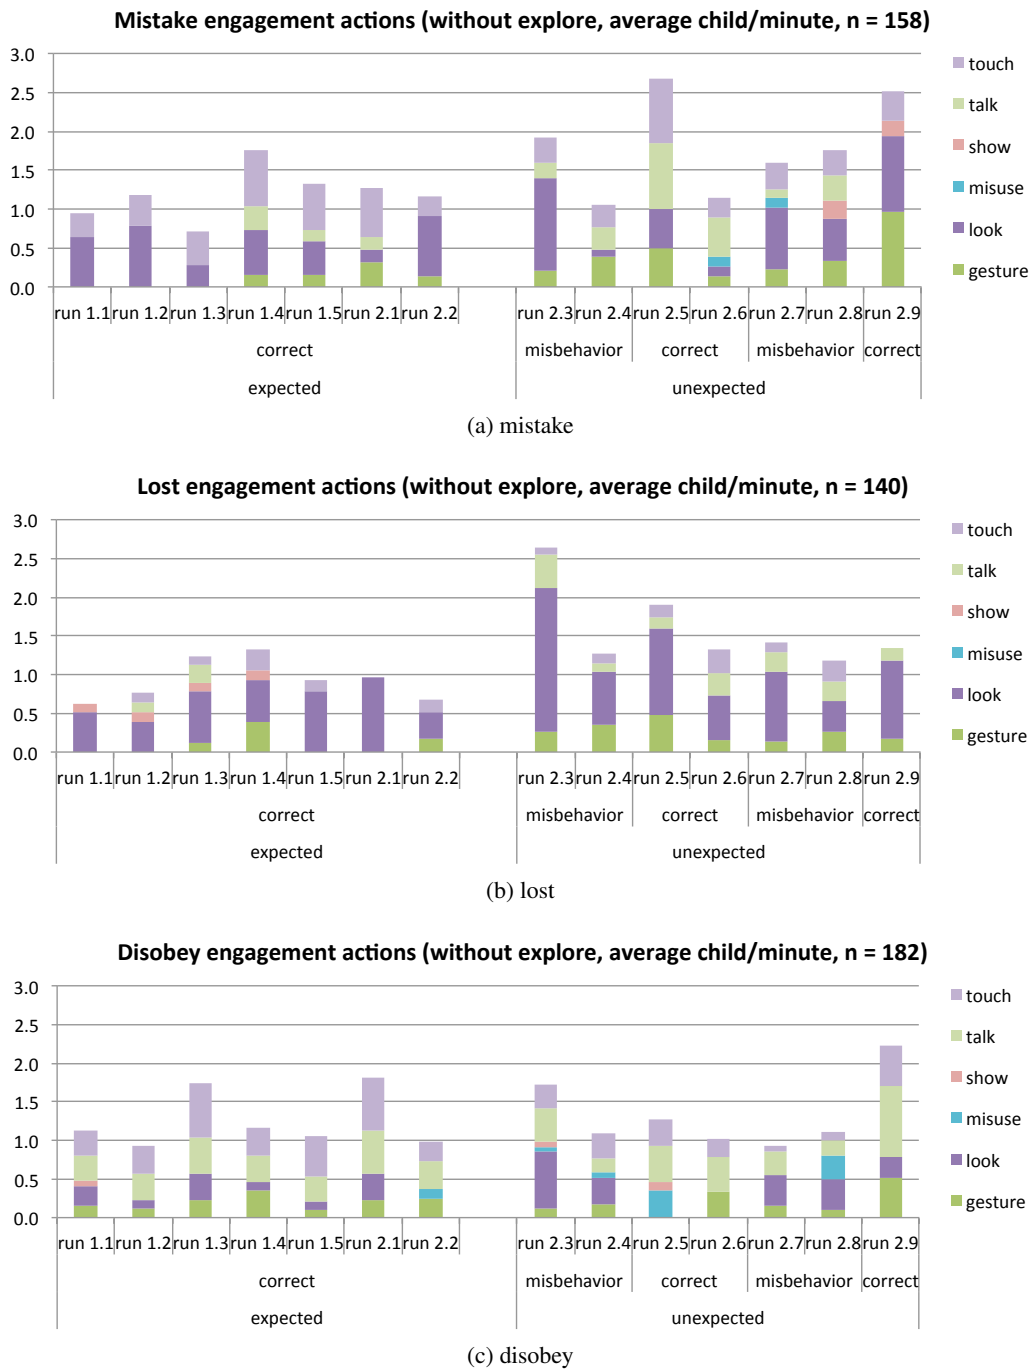 Mistake engagement actions (without explore, average child/minute, n = 158)
3.0
2.5
2.0
1.5
1.0
0.5
0.0
touch
talk
show
misuse
look
gesture
run 1.1 run 1.2 run 1.3 run 1.4 run 1.5 run 2.1 run 2.2 run 2.3 run 2.4 run 2.5 run 2.6 run 2.7 run 2.8 run 2.9
correct misbehavior correct misbehavior correct
expected unexpected
(a) mistake
Lost engagement actions (without explore, average child/minute, n = 140)
3.0
2.5
2.0
1.5
1.0
0.5
0.0
touch
talk
show
misuse
look
gesture
run 1.1 run 1.2 run 1.3 run 1.4 run 1.5 run 2.1 run 2.2 run 2.3 run 2.4 run 2.5 run 2.6 run 2.7 run 2.8 run 2.9
correct misbehavior correct misbehavior correct
expected unexpected
(b) lost
Disobey engagement actions (without explore, average child/minute, n = 182)
3.0
2.5
2.0
1.5
1.0
0.5
0.0
touch
talk
show
misuse
look
gesture
run 1.1 run 1.2 run 1.3 run 1.4 run 1.5 run 2.1 run 2.2 run 2.3 run 2.4 run 2.5 run 2.6 run 2.7 run 2.8 run 2.9
correct misbehavior correct misbehavior correct
expected unexpected
(c) disobey